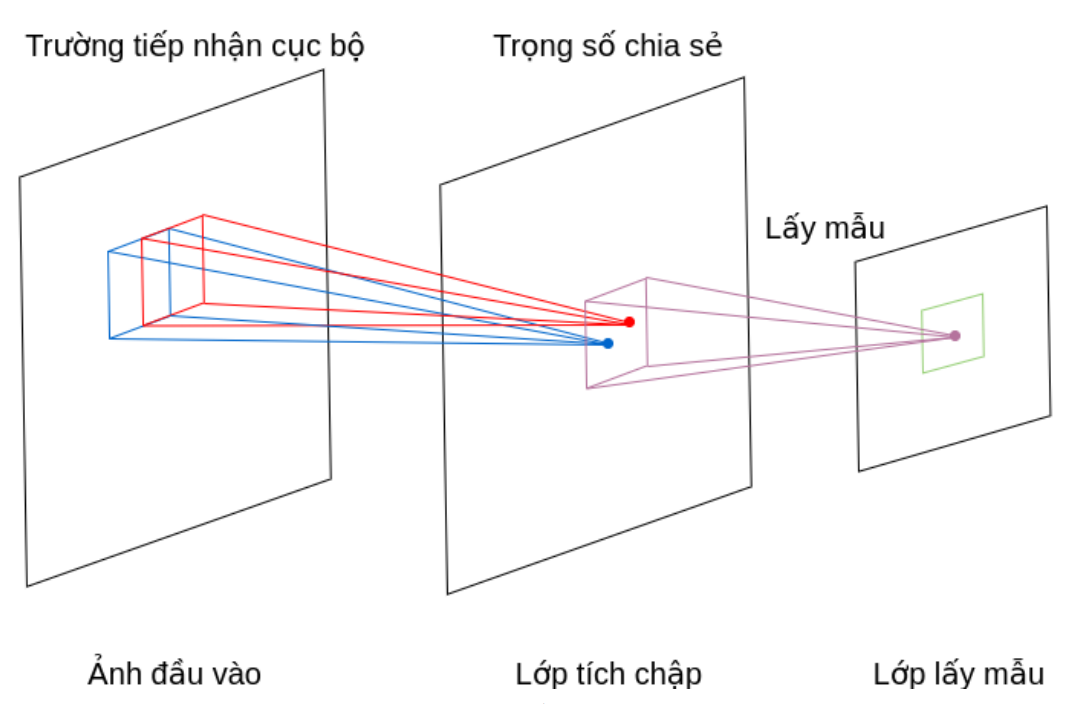 Trường tiếp nhận cục bộ
Trọng số chia sẻ
Lấy mẫu
Ảnh đầu vào
Lớp tích chập
Lớp lấy mẫu